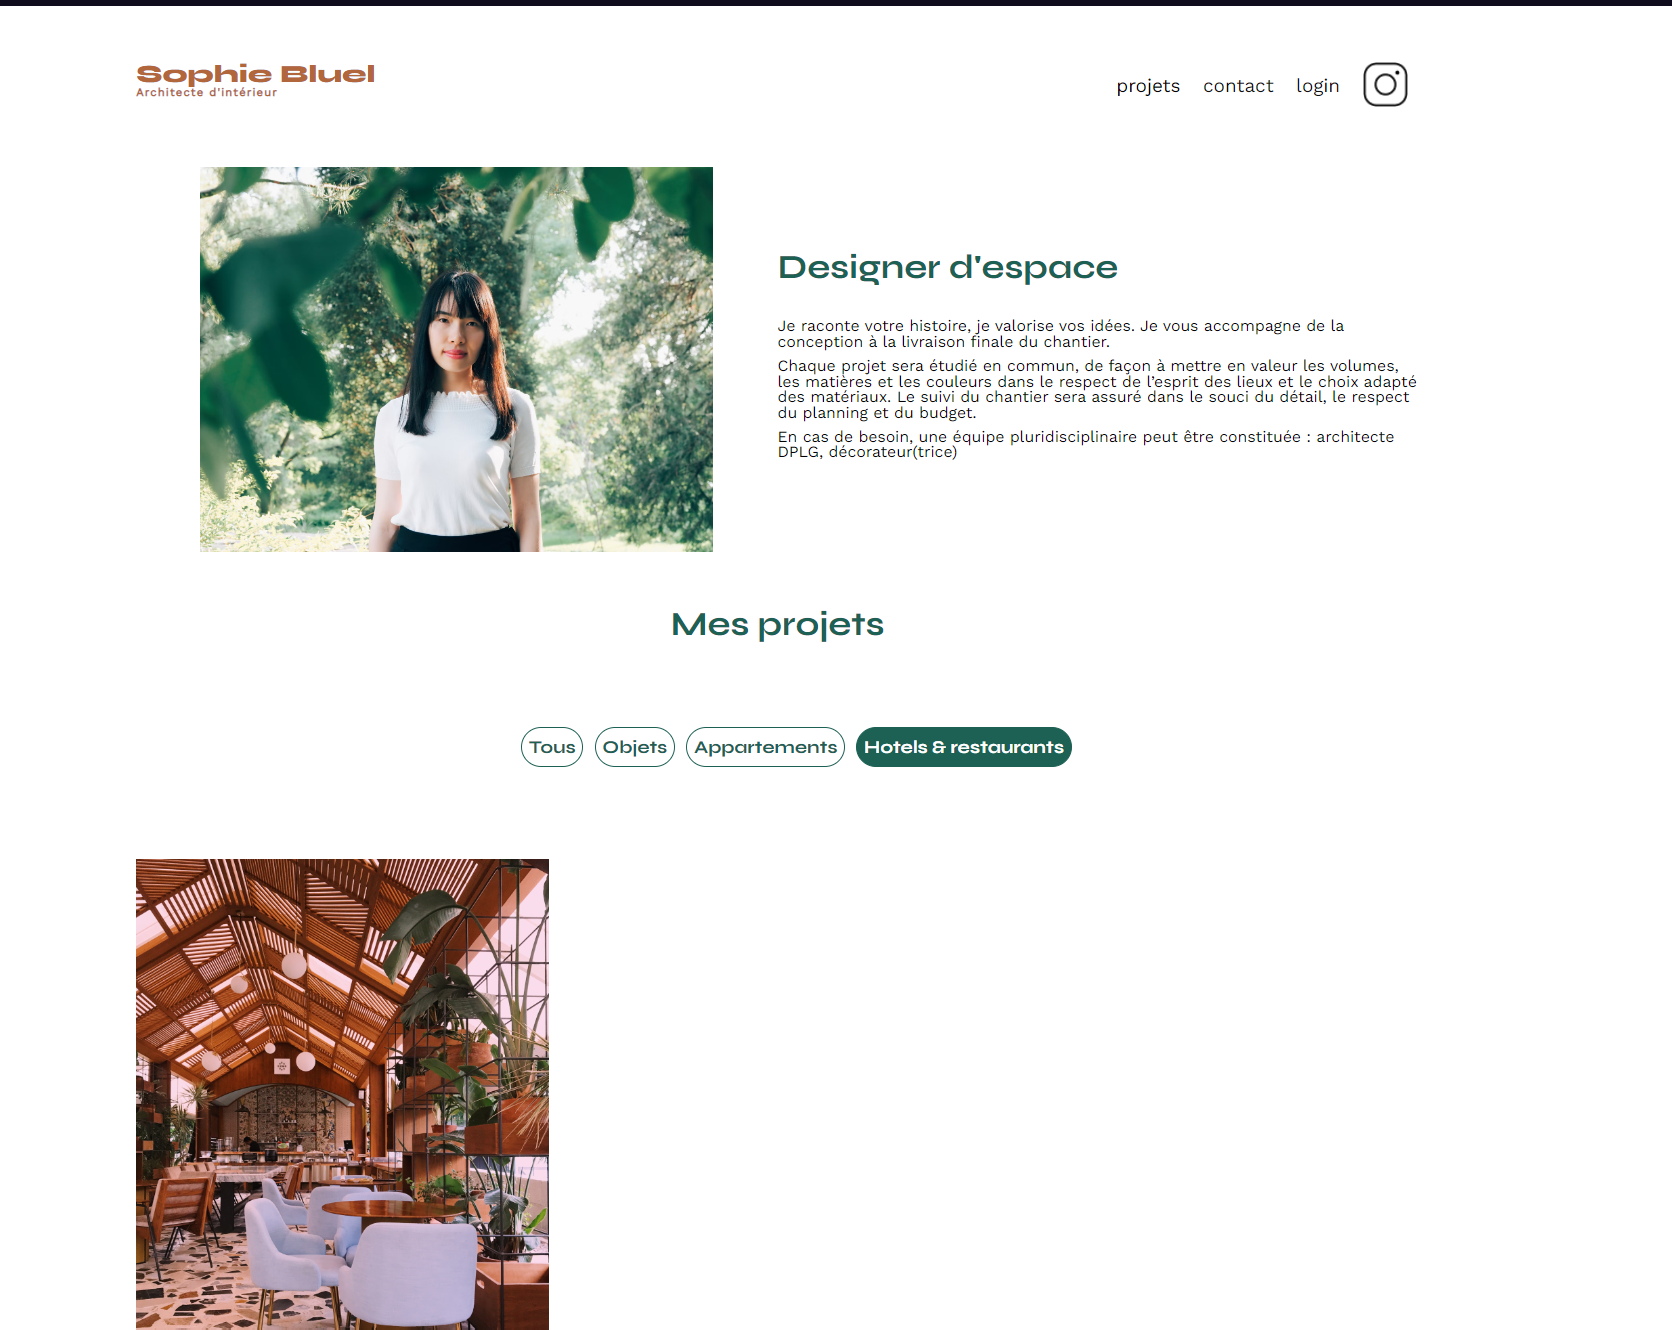 Sophie Bluel
Architecte d'intérieur
projets
contact
login
Designer d'espace
Je raconte votre histoire, je valorise vos idées. Je vous accompagne de la
conception à la livraison finale du chantier.
Chaque projet sera étudié en commun, de façon à mettre en valeur les volumes,
les matières et les couleurs dans le respect de l’esprit des lieux et le choix adapté
des matériaux. Le suivi du chantier sera assuré dans le souci du détail, le respect
du planning et du budget.
En cas de besoin, une équipe pluridisciplinaire peut être constituée : architecte
DPLG, décorateur(trice)
Mes projets
Tous
Objets
Appartements
Hotels & restaurants